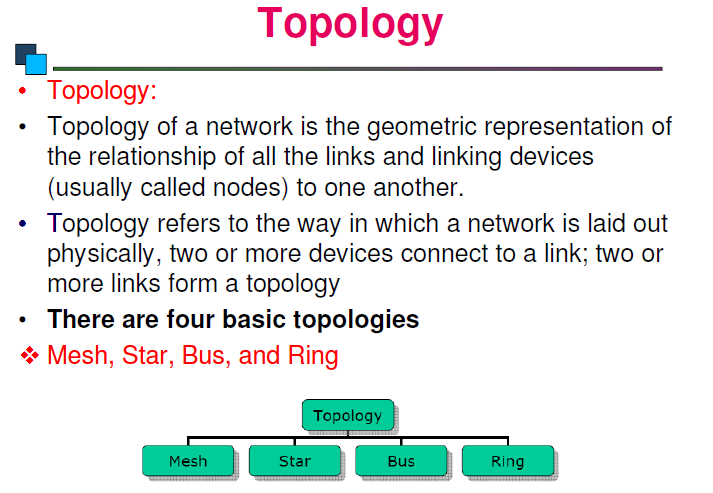 Topology
• Topology:
• Topology of a network is the geometric representation of
the relationship of all the links and linking devices
(usually called nodes) to one another.
• Topology refers to the way in which a network is laid out
physically, two or more devices connect to a link; two or
more links form a topology
• There are four basic topologies
❖ Mesh, Star, Bus, and Ring
Topology
Mesh Star Bus Ring